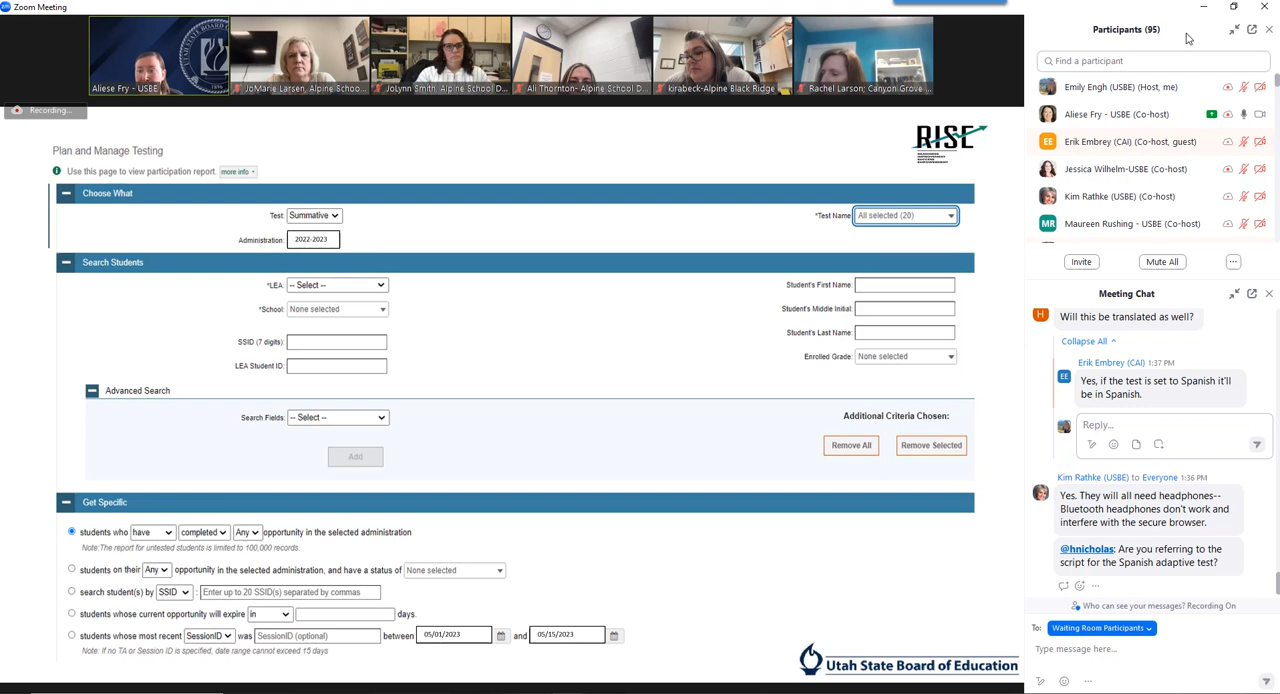 Zoom Meeting
Aliese Fry - USBE
JoMarie Larsen, Alpine Schoo...
JoLynn Smith, Alpine School D...
Ali Thornton- Alpine School D...
kirabeck-Alpine Black Ridge
Rachel Larson; Canyon Grove
Recording...
RISE
Plan and Manage Testing
Use this page to view participation report. more info
Choose What
Test: Summative
*Test Name: All selected (20)
Administration: 2022-2023
Search Students
*LEA: -- Select --
Student's First Name:
*School: None selected
Student's Middle Initial:
Student's Last Name:
SSID (7 digits):
Enrolled Grade: None selected
LEA Student ID:
Advanced Search
Search Fields: -- Select --
Additional Criteria Chosen:
Add
Remove All Remove Selected
Get Specific
students who have completed Any opportunity in the selected administration
Note:The report for untested students is limited to 100,000 records.
students on their Any opportunity in the selected administration, and have a status of None selected
search student(s) by SSID : Enter up to 20 SSID(s) separated by commas
students whose current opportunity will expire in days.
students whose most recent SessionID was SessionID (optional) between 05/01/2023 and 05/15/2023
Note: If no TA or Session ID is specified, date range cannot exceed 15 days
Utah State Board of Education
Participants (95)
Find a participant
Emily Engh (USBE) (Host, me)
Aliese Fry - USBE (Co-host)
EE Erik Embrey (CAI) (Co-host, guest)
Jessica Wilhelm-USBE (Co-host)
Kim Rathke (USBE) (Co-host)
MR Maureen Rushing - USBE (Co-host)
Invite Mute All ...
Meeting Chat
H Will this be translated as well?
Collapse All
Erik Embrey (CAI) 1:37 PM
EE Yes, if the test is set to Spanish it'll
be in Spanish.
Reply...
Kim Rathke (USBE) to Everyone 1:36 PM
Yes. They will all need headphones--
Bluetooth headphones don't work and
interfere with the secure browser.
@hnicholas: Are you referring to the
script for the Spanish adaptive test?
Who can see your messages? Recording On
To: Waiting Room Participants
Type message here...